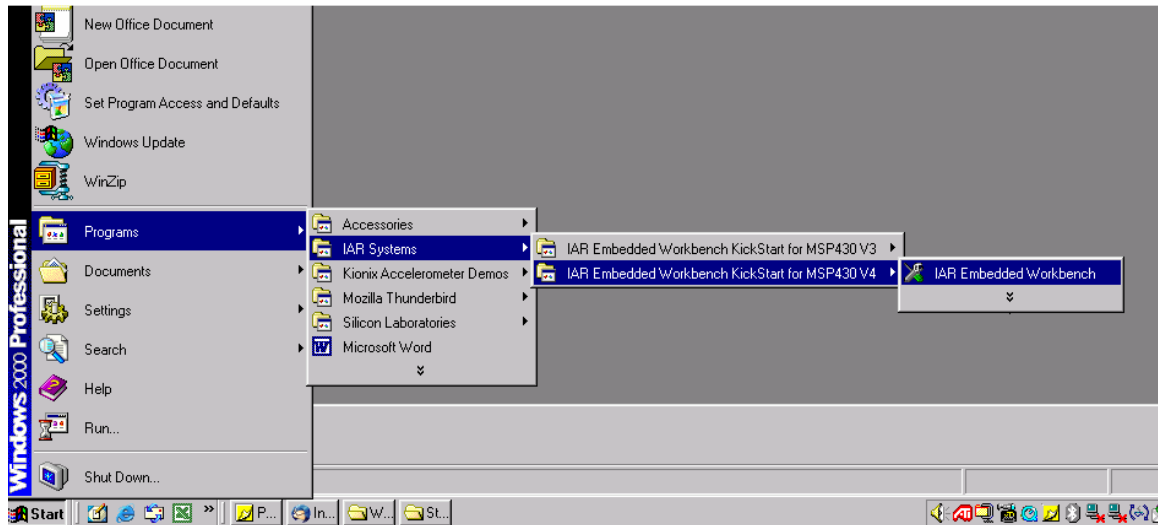 New Office Document
Open Office Document
Set Program Access and Defaults
Windows Update
WinZip
Programs
Documents
Settings
Search
Help
Run...
Shut Down...
Windows 2000 Professional
Accessories
IAR Systems
Kionix Accelerometer Demos
Mozilla Thunderbird
Silicon Laboratories
Microsoft Word
IAR Embedded Workbench KickStart for MSP430 V3
IAR Embedded Workbench KickStart for MSP430 V4
IAR Embedded Workbench
Start
P...
In...
W...
St...